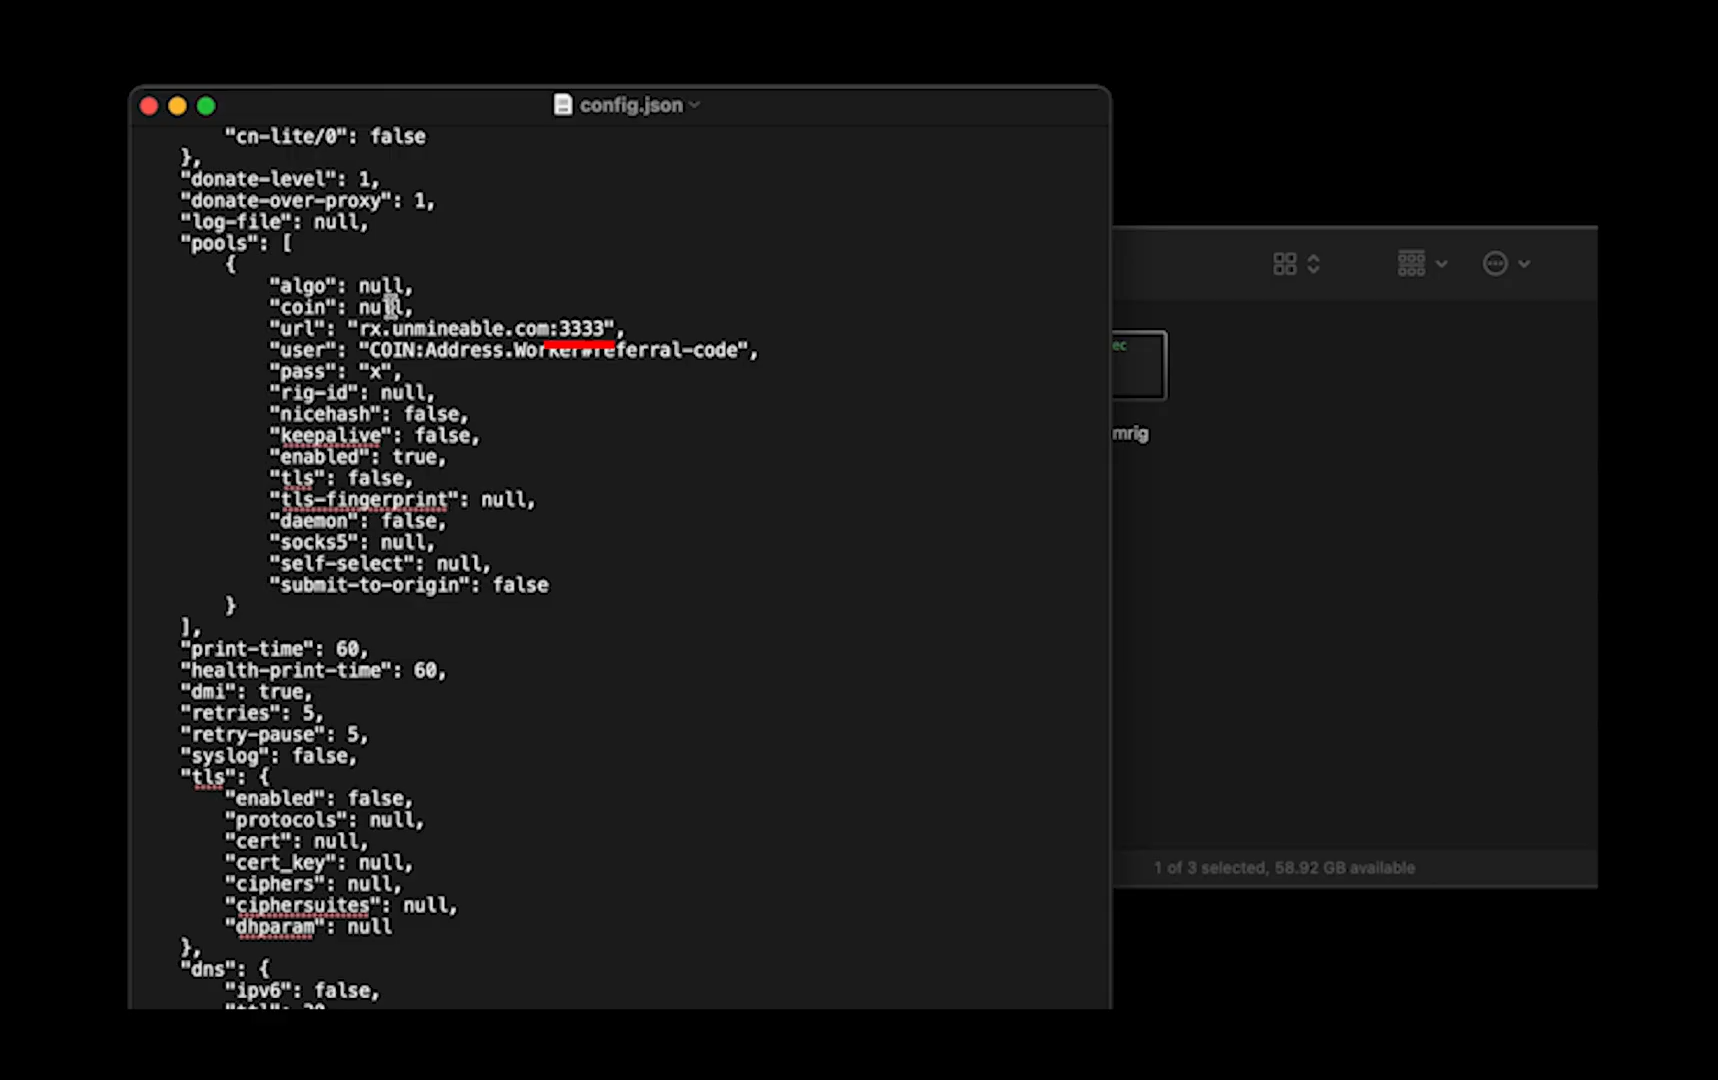 config.json
"cn-lite/0": false
},
"donate-level": 1,
"donate-over-proxy": 1,
"log-file": null,
"pools": [
{
"algo": null,
"coin": null,
"url": "rx.unmineable.com:3333",
"user": "COIN:Address.Worker#referral-code",
"pass": "x",
"rig-id": null,
"nicehash": false,
"keepalive": false,
"enabled": true,
"tls": false,
"tls-fingerprint": null,
"daemon": false,
"socks5": null,
"self-select": null,
"submit-to-origin": false
}
],
"print-time": 60,
"health-print-time": 60,
"dmi": true,
"retries": 5,
"retry-pause": 5,
"syslog": false,
"tls": {
"enabled": false,
"protocols": null,
"cert": null,
"cert_key": null,
"ciphers": null,
"ciphersuites": null,
"dhparam": null
},
"dns": {
"ipv6": false,
ec
mrig
1 of 3 selected, 58.92 GB available